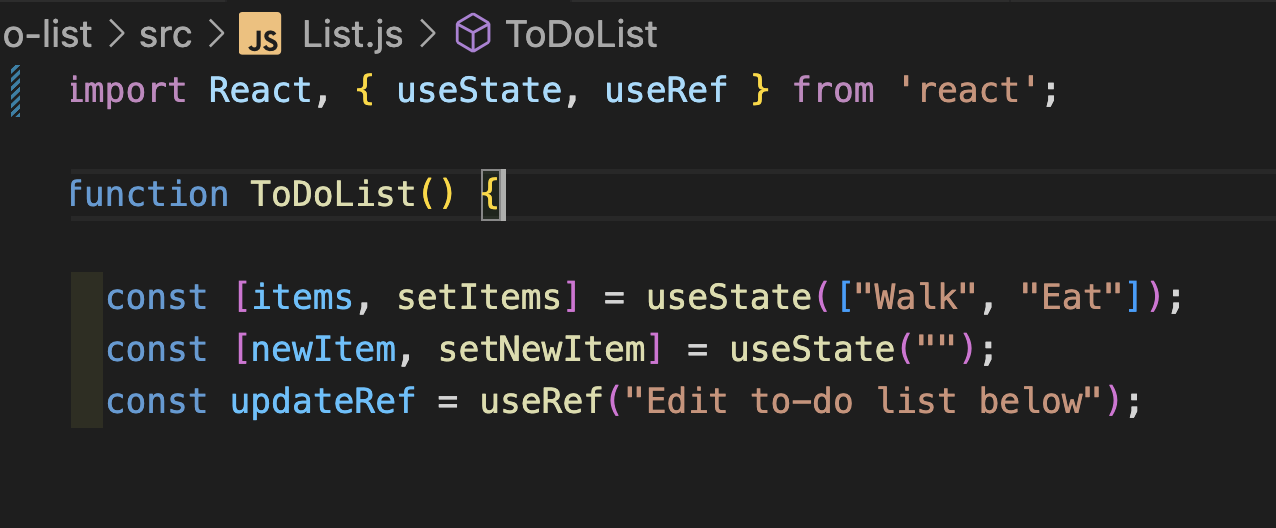 o-list > src > JS List.js > ToDoList
import React, { useState, useRef } from 'react';
function ToDoList() {
const [items, setItems] = useState(["Walk", "Eat"]);
const [newItem, setNewItem] = useState("");
const updateRef = useRef("Edit to-do list below");